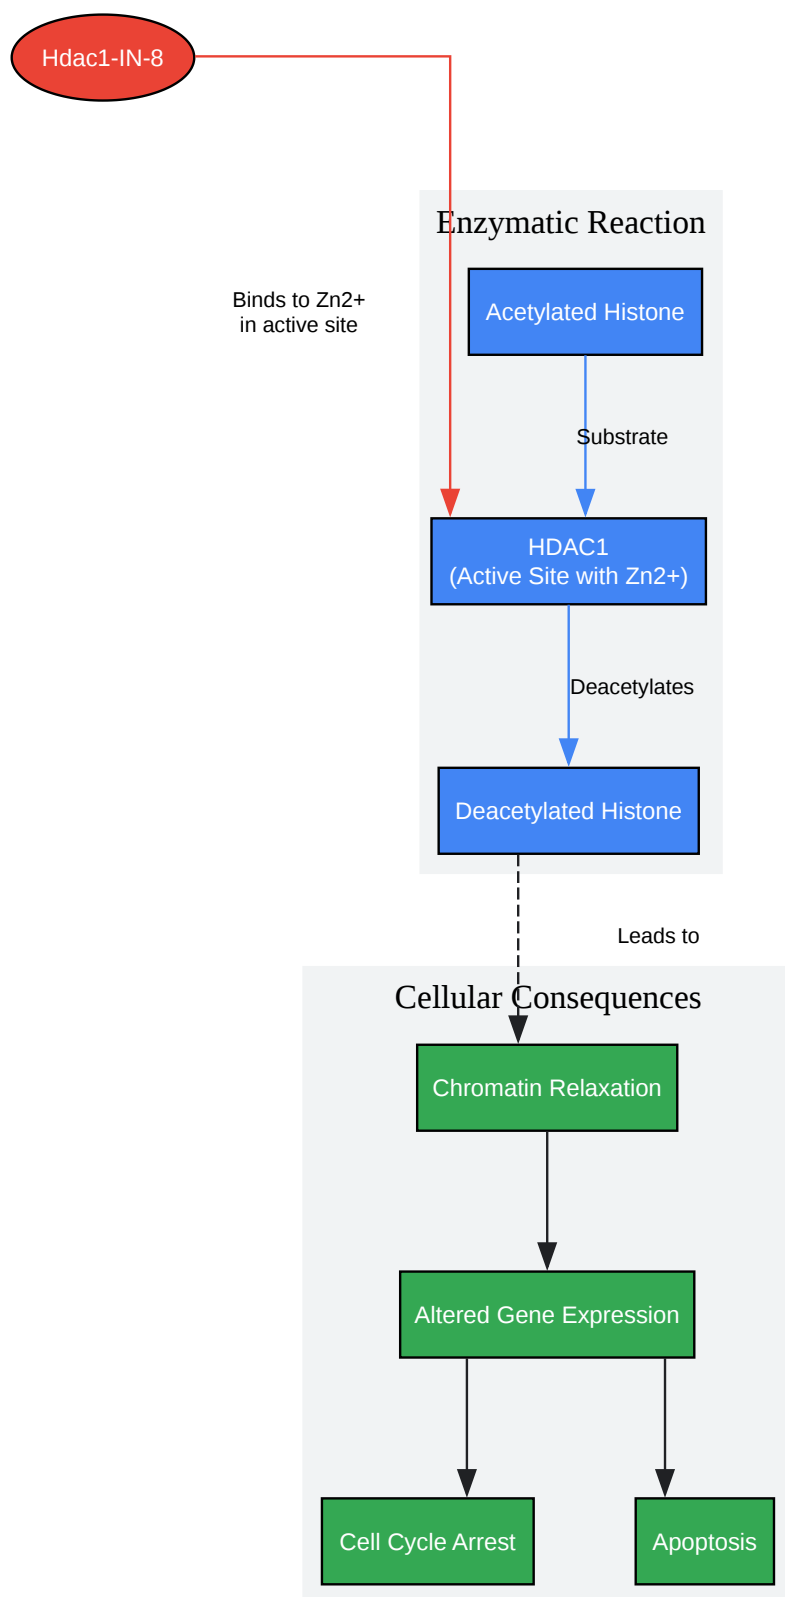 Hdac1-IN-8
Enzymatic Reaction
Binds to Zn2+
in active site
Acetylated Histone
Substrate
HDAC1
(Active Site with Zn2+)
Deacetylates
Deacetylated Histone
Leads to
Cellular Consequences
Chromatin Relaxation
Altered Gene Expression
Cell Cycle Arrest
Apoptosis